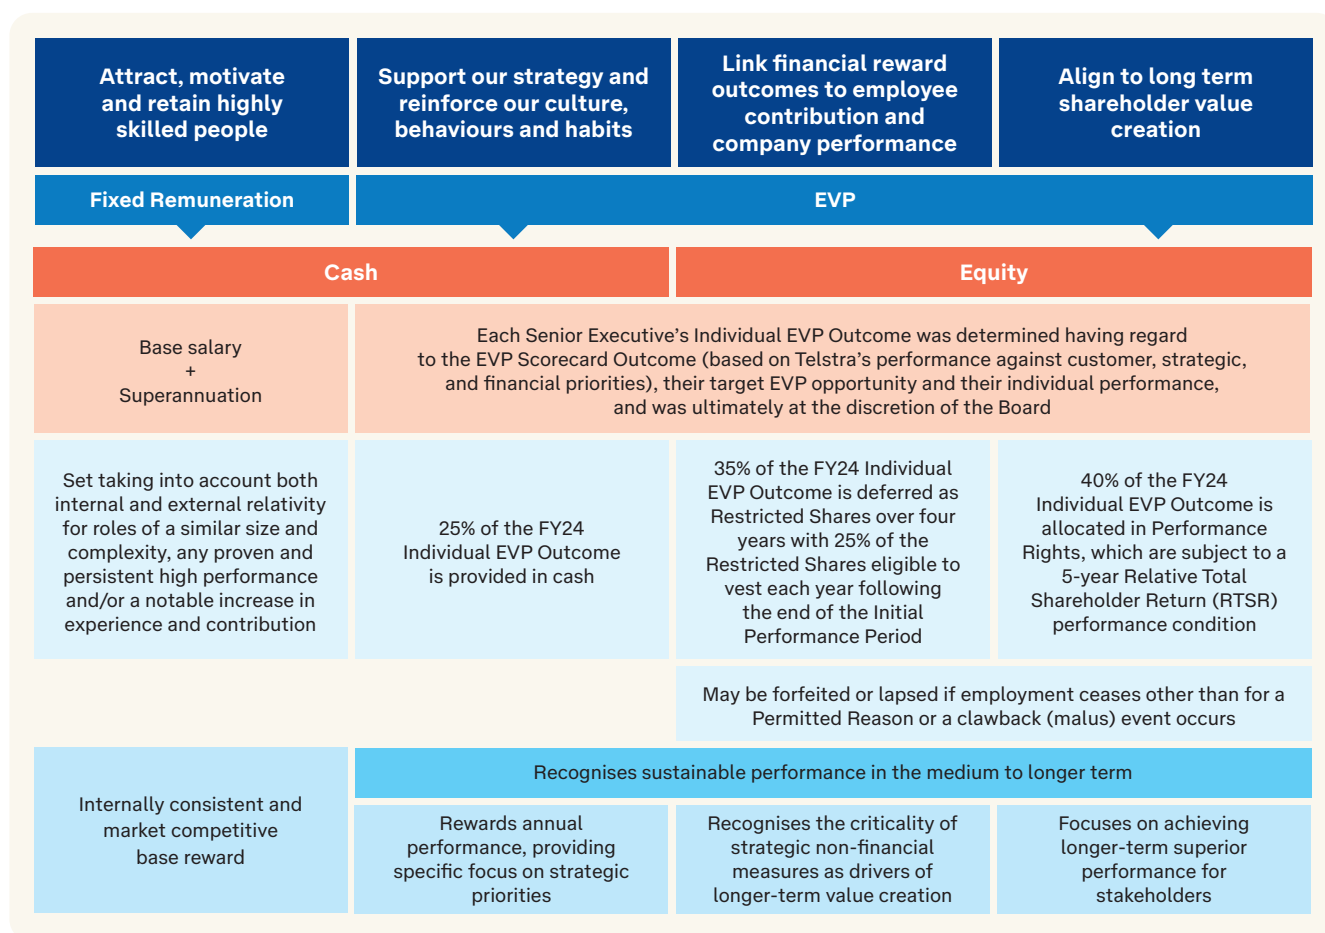 Attract, motivate
and retain highly
skilled people
Support our strategy and
reinforce our culture,
behaviours and habits
Link financial reward
outcomes to employee
contribution and
company performance
Align to long term
shareholder value
creation
Fixed Remuneration
EVP
Cash
Equity
Base salary
+
Superannuation
Each Senior Executive’s Individual EVP Outcome was determined having regard
to the EVP Scorecard Outcome (based on Telstra’s performance against customer, strategic,
and financial priorities), their target EVP opportunity and their individual performance,
and was ultimately at the discretion of the Board
Set taking into account both
internal and external relativity
for roles of a similar size and
complexity, any proven and
persistent high performance
and/or a notable increase in
experience and contribution
25% of the FY24
Individual EVP Outcome
is provided in cash
35% of the FY24 Individual
EVP Outcome is deferred as
Restricted Shares over four
years with 25% of the
Restricted Shares eligible to
vest each year following
the end of the Initial
Performance Period
40% of the FY24
Individual EVP Outcome is
allocated in Performance
Rights, which are subject to a
5-year Relative Total
Shareholder Return (RTSR)
performance condition
May be forfeited or lapsed if employment ceases other than for a
Permitted Reason or a clawback (malus) event occurs
Internally consistent and
market competitive
base reward
Recognises sustainable performance in the medium to longer term
Rewards annual
performance, providing
specific focus on strategic
priorities
Recognises the criticality of
strategic non-financial
measures as drivers of
longer-term value creation
Focuses on achieving
longer-term superior
performance for
stakeholders